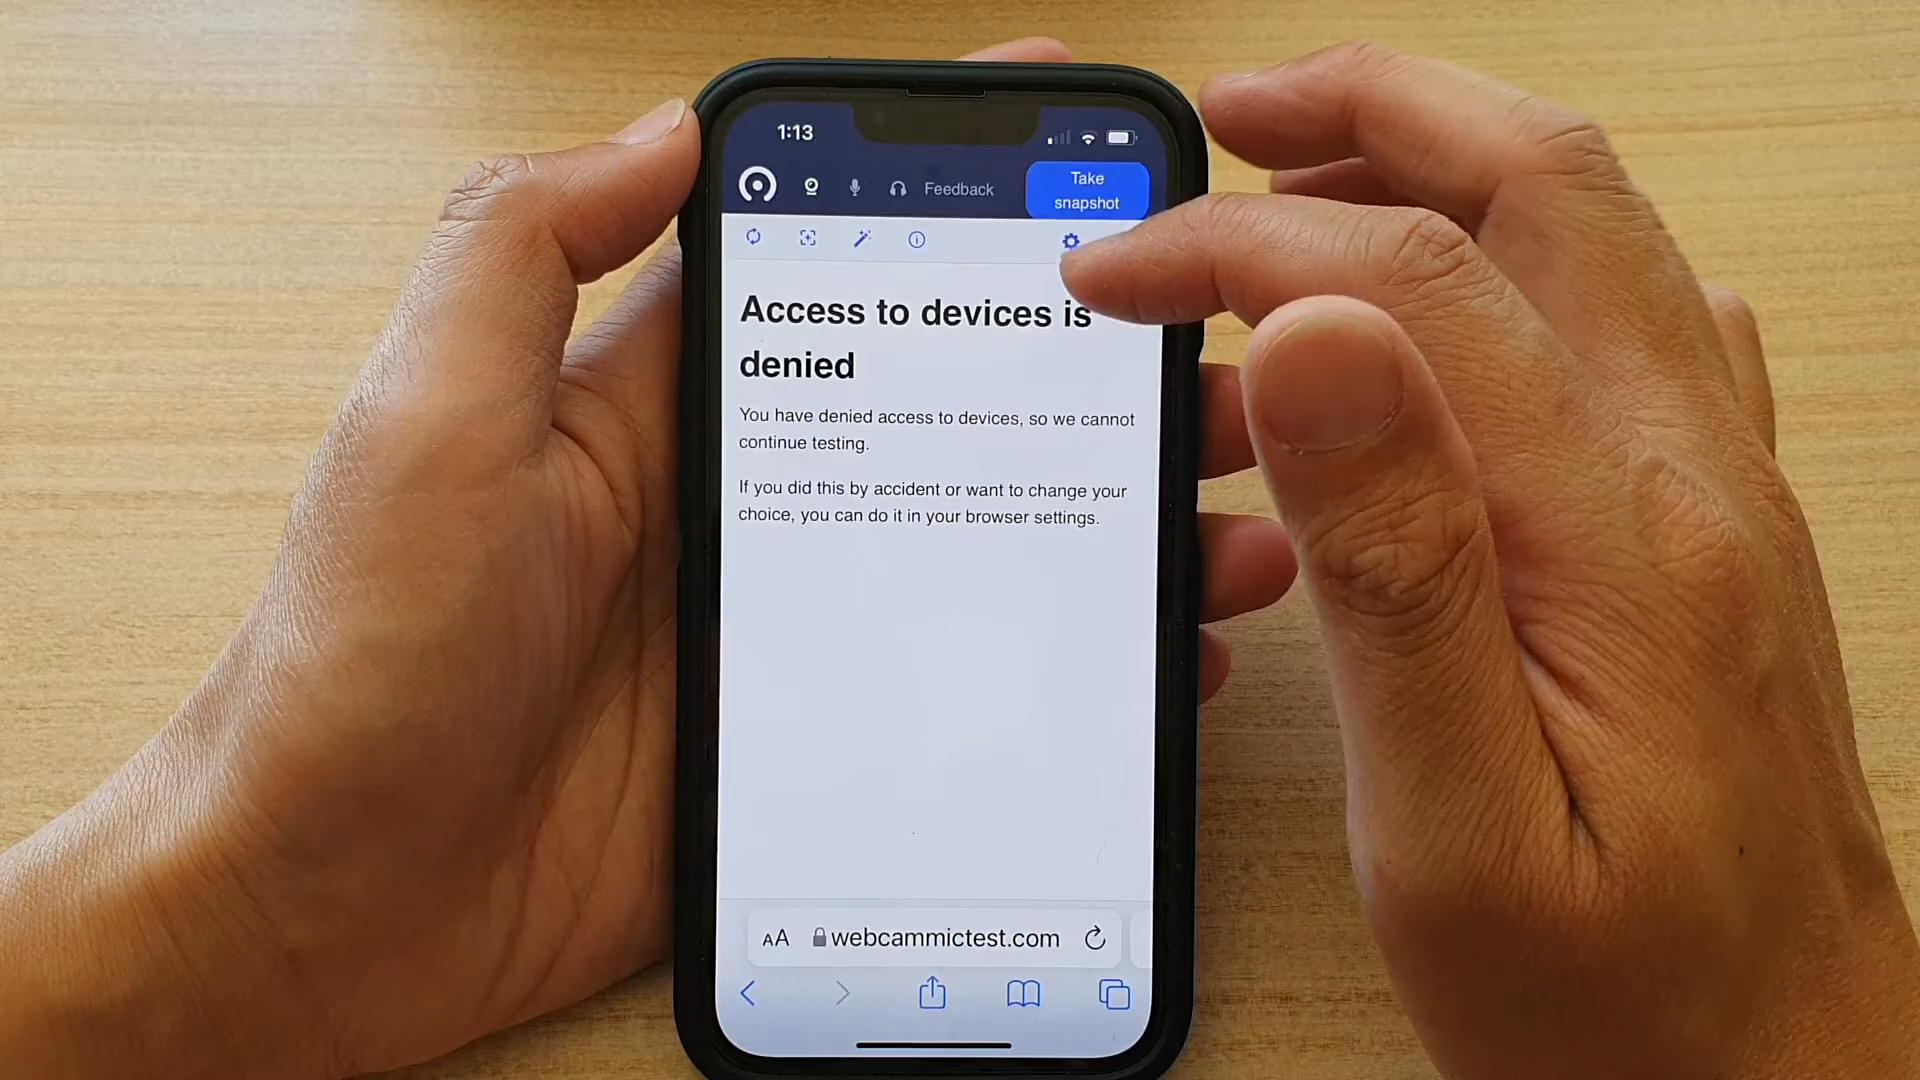 1:13
Feedback
Take
snapshot
Access to devices is
denied
You have denied access to devices, so we cannot
continue testing.
If you did this by accident or want to change your
choice, you can do it in your browser settings.
AA webcammictest.com